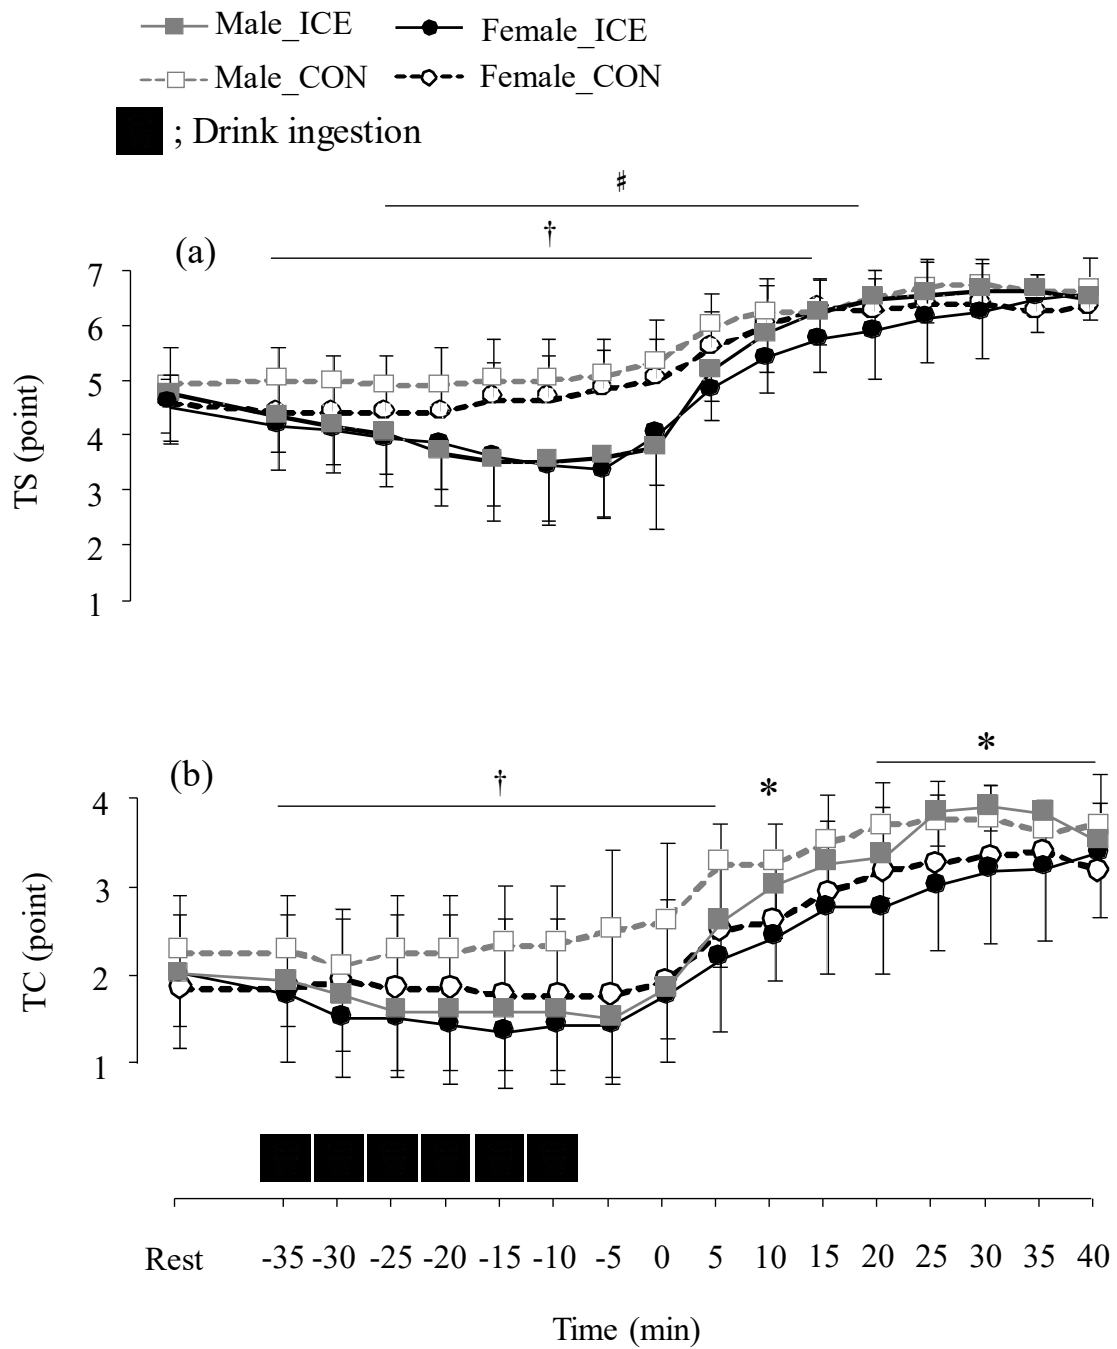 Male_ICE Female_ICE
Male_CON Female_CON
; Drink ingestion
♯
†
(a)
7
6
5
4
3
2
1
TS (point)
*
(b)
†
*
4
3
2
1
TC (point)
Rest -35 -30 -25 -20 -15 -10 -5 0 5 10 15 20 25 30 35 40
Time (min)